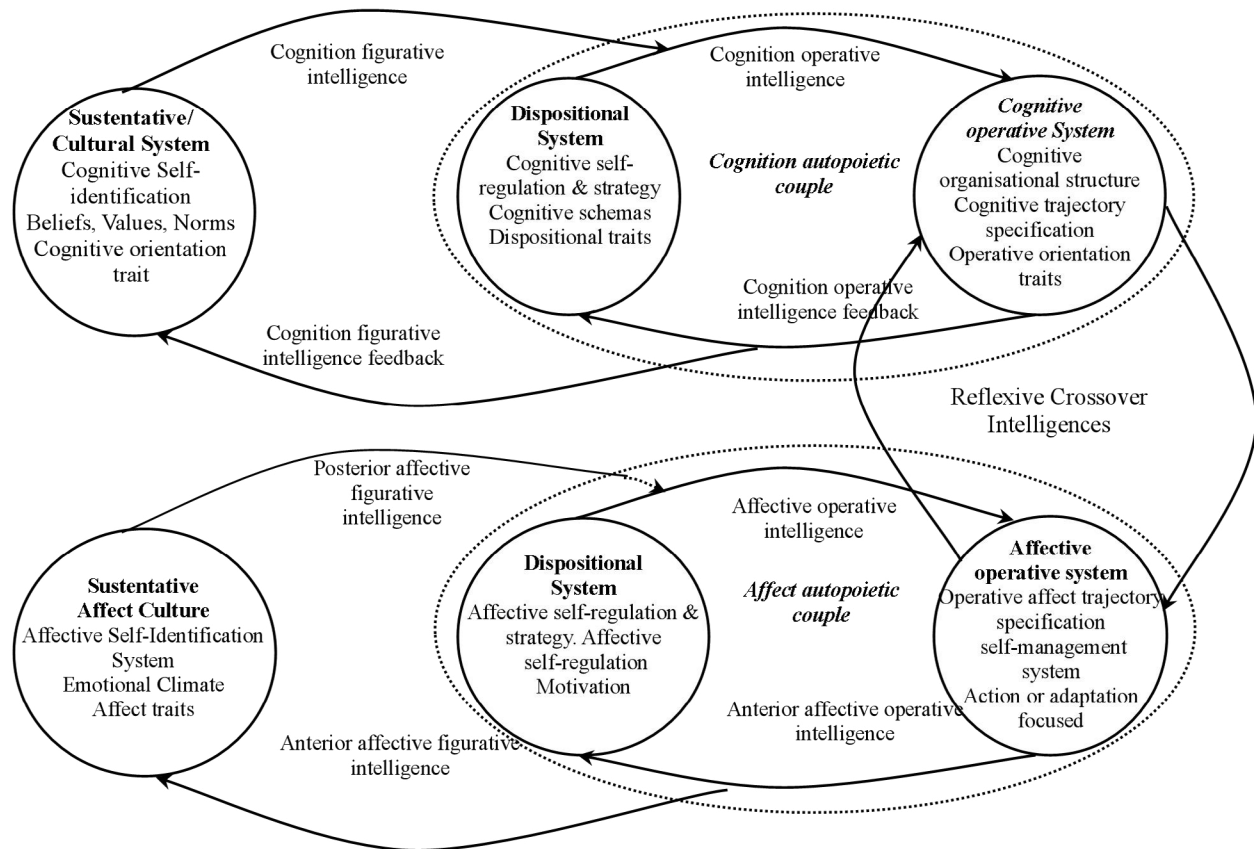 Cognition figurative
intelligence
Cognition operative
intelligence
Sustentative/
Cultural System
Cognitive Self-
identification
Beliefs, Values, Norms
Cognitive orientation
trait
Dispositional
System
Cognitive self-
regulation & strategy
Cognitive schemas
Dispositional traits
Cognition autopoietic
couple
Cognitive
operative System
Cognitive
organisational structure
Cognitive trajectory
specification
Operative orientation
traits
Cognition figurative
intelligence feedback
Cognition operative
intelligence feedback
Reflexive Crossover
Intelligences
Posterior affective
figurative
intelligence
Affective operative
intelligence
Sustentative
Affect Culture
Affective Self-Identification
System
Emotional Climate
Affect traits
Dispositional
System
Affective self-regulation &
strategy. Affective
self-regulation
Motivation
Affect autopoietic
couple
Affective
operative system
Operative affect trajectory
specification
self-management
system
Action or adaptation
focused
Anterior affective figurative
intelligence
Anterior affective operative
intelligence